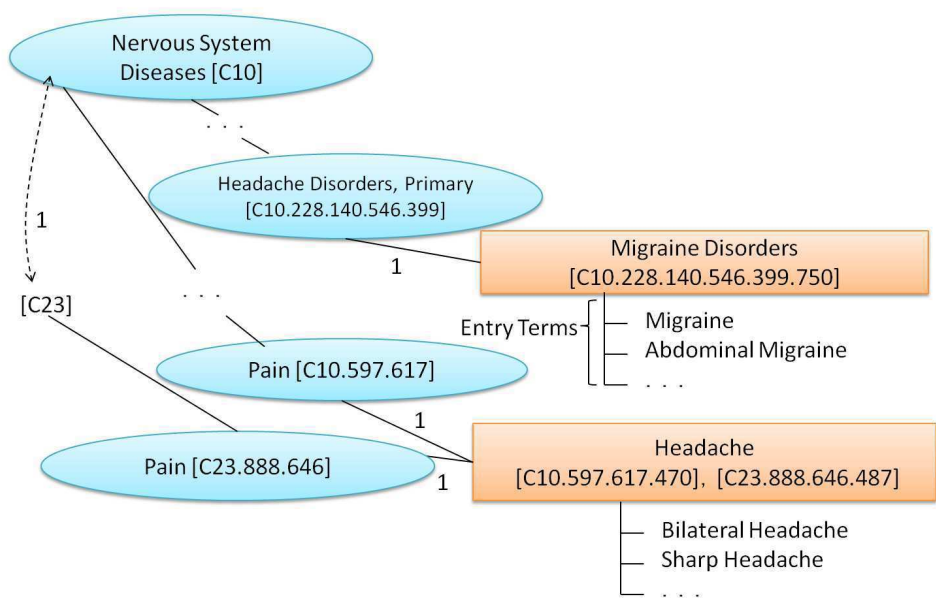 Nervous System
Diseases [C10]
. . .
Headache Disorders, Primary
[C10.228.140.546.399]
1
1
Migraine Disorders
[C10.228.140.546.399.750]
[C23]
. . .
Entry Terms
Migraine
Abdominal Migraine
. . .
Pain [C10.597.617]
1
Pain [C23.888.646]
1
Headache
[C10.597.617.470], [C23.888.646.487]
Bilateral Headache
Sharp Headache
. . .